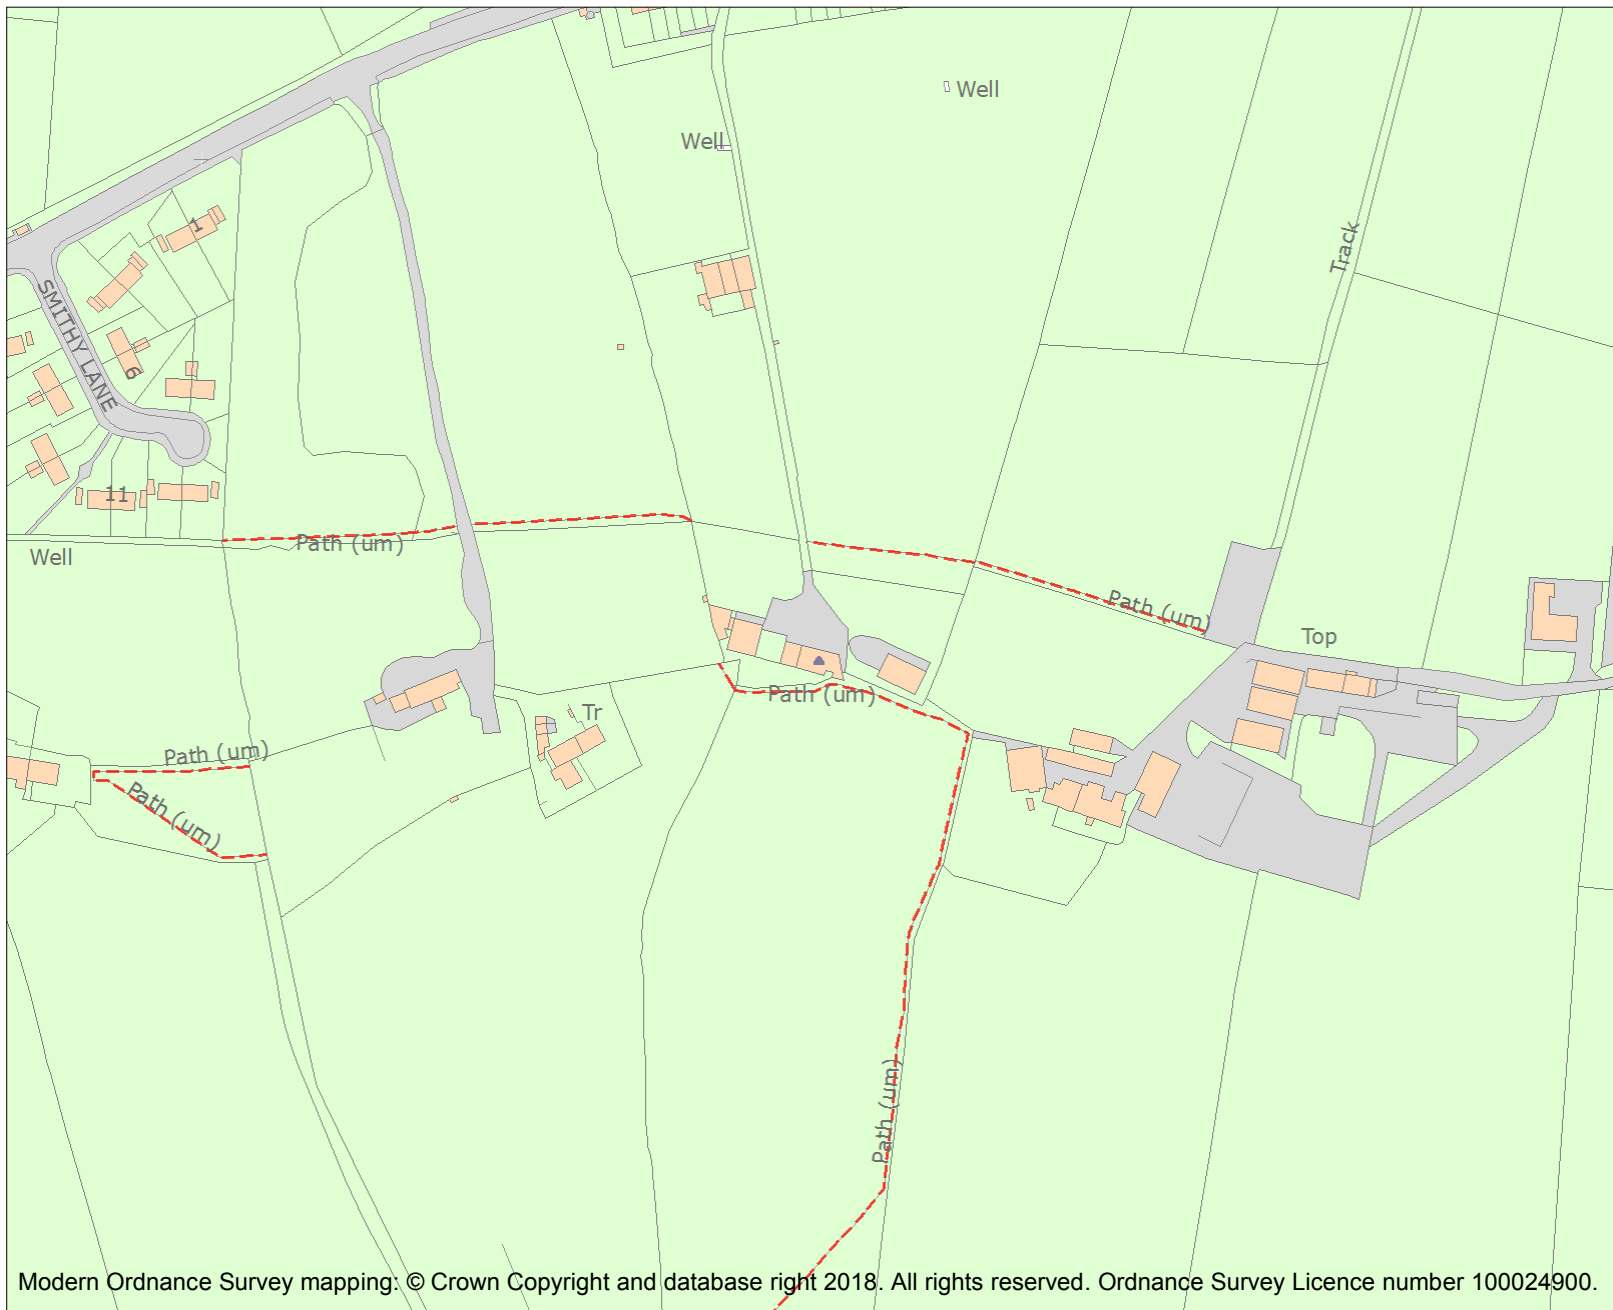 Well
Well
1
Track
SMITHY LANE
6
11
Path (um)
Well
Path (um)
Top
Path (um)
Tr
Path (um)
Path (um)
Path (um)
Modern Ordnance Survey mapping: © Crown Copyright and database right 2018. All rights reserved. Ordnance Survey Licence number 100024900.